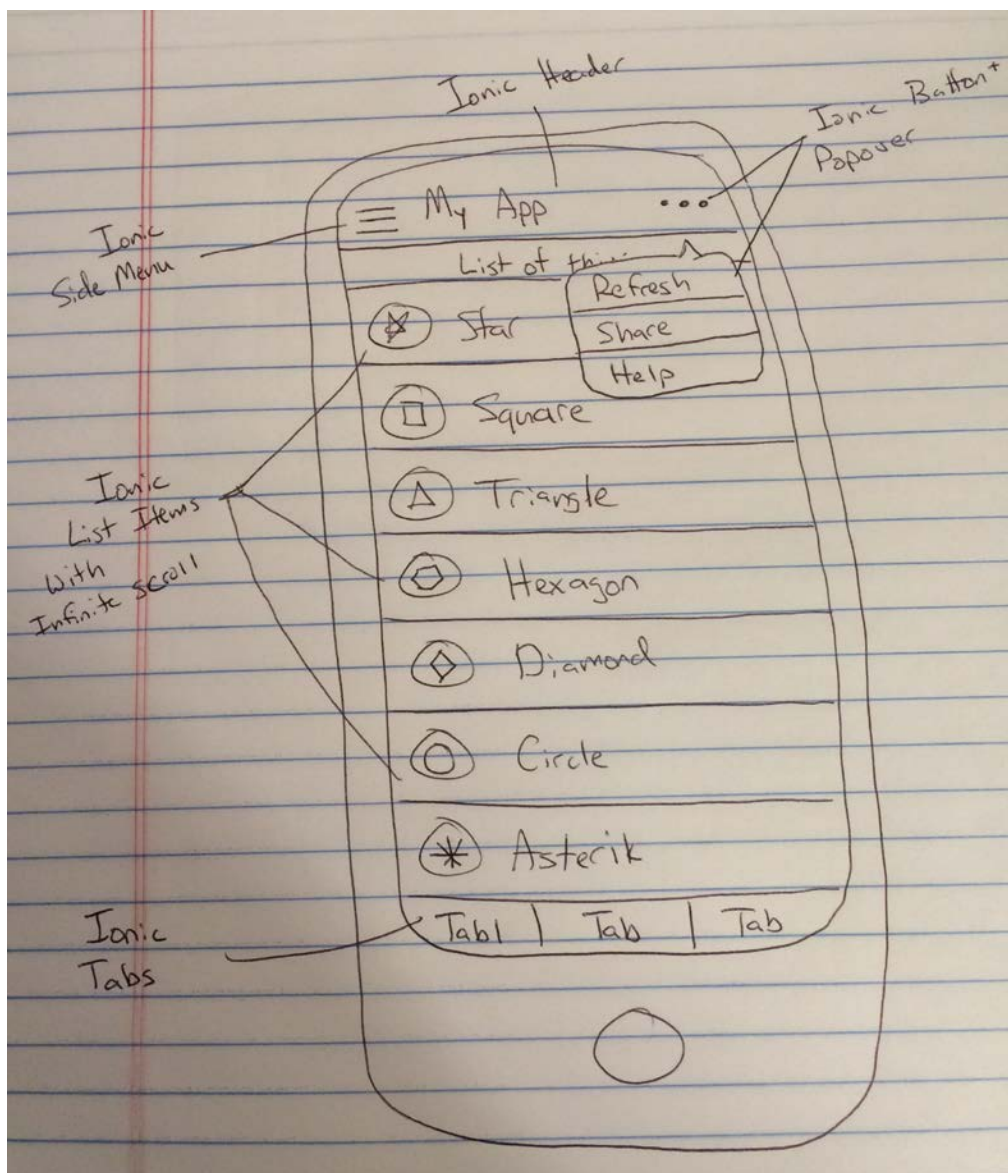 Ionic Header
Ionic Button +
Popover
My App
Ionic
Side Menu
List of thi...
Refresh
Share
Help
Star
Square
Triangle
Ionic
List Items
with
Infinite scroll
Hexagon
Diamond
Circle
Asterik
Ionic
Tabs
Tab1 | Tab | Tab